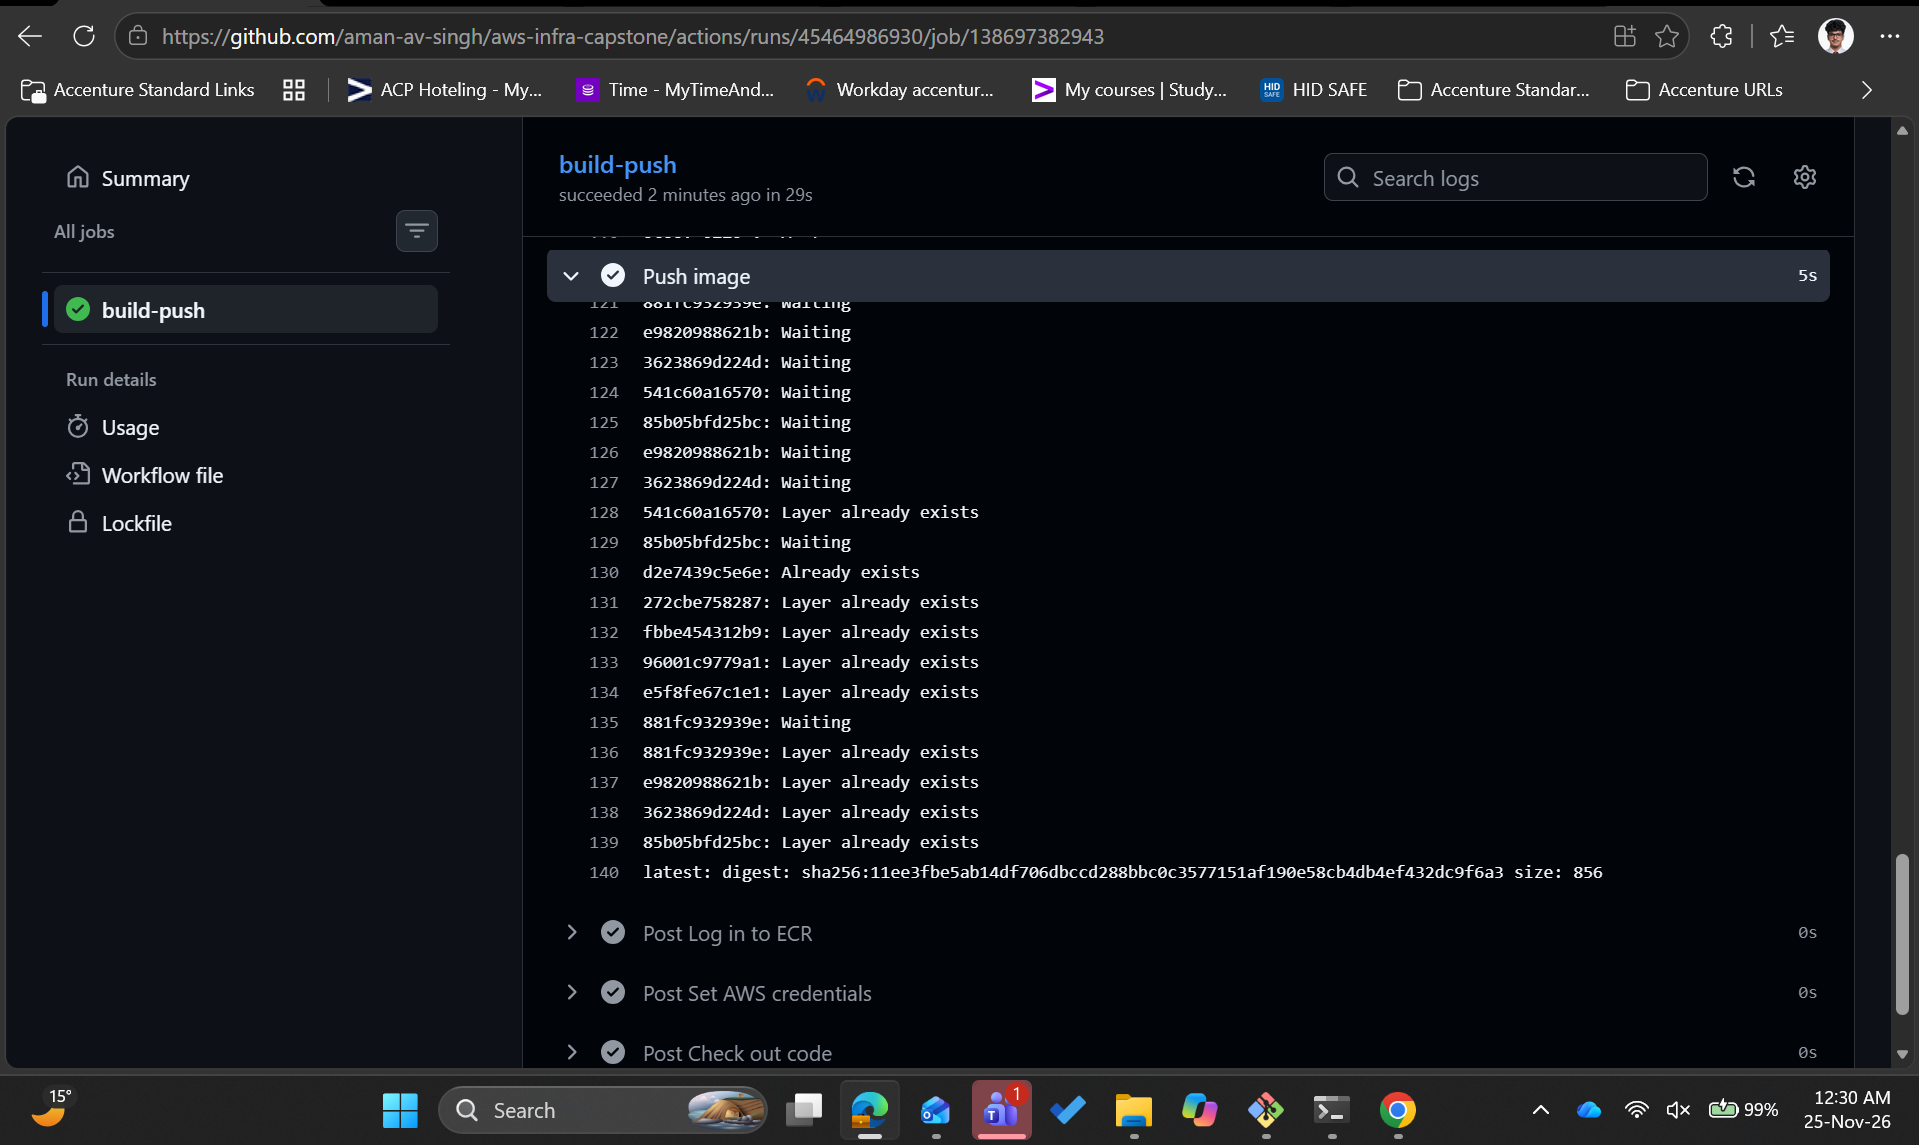 https://github.com/aman-av-singh/aws-infra-capstone/actions/runs/45464986930/job/138697382943
Accenture Standard Links
ACP Hoteling - My...
Time - MyTimeAnd...
Workday accentur...
My courses | Study...
HID SAFE
HID SAFE
Accenture Standar...
Accenture URLs
Summary
All jobs
build-push
Run details
Usage
Workflow file
Lockfile
build-push
succeeded 2 minutes ago in 29s
Search logs
Push image
5s
121 881fc932939e: Waiting
122 e9820988621b: Waiting
123 3623869d224d: Waiting
124 541c60a16570: Waiting
125 85b05bfd25bc: Waiting
126 e9820988621b: Waiting
127 3623869d224d: Waiting
128 541c60a16570: Layer already exists
129 85b05bfd25bc: Waiting
130 d2e7439c5e6e: Already exists
131 272cbe758287: Layer already exists
132 fbbe454312b9: Layer already exists
133 96001c9779a1: Layer already exists
134 e5f8fe67c1e1: Layer already exists
135 881fc932939e: Waiting
136 881fc932939e: Layer already exists
137 e9820988621b: Layer already exists
138 3623869d224d: Layer already exists
139 85b05bfd25bc: Layer already exists
140 latest: digest: sha256:11ee3fbe5ab14df706dbccd288bbc0c3577151af190e58cb4db4ef432dc9f6a3 size: 856
Post Log in to ECR
0s
Post Set AWS credentials
0s
Post Check out code
0s
15°
Search
1
99%
12:30 AM
25-Nov-26